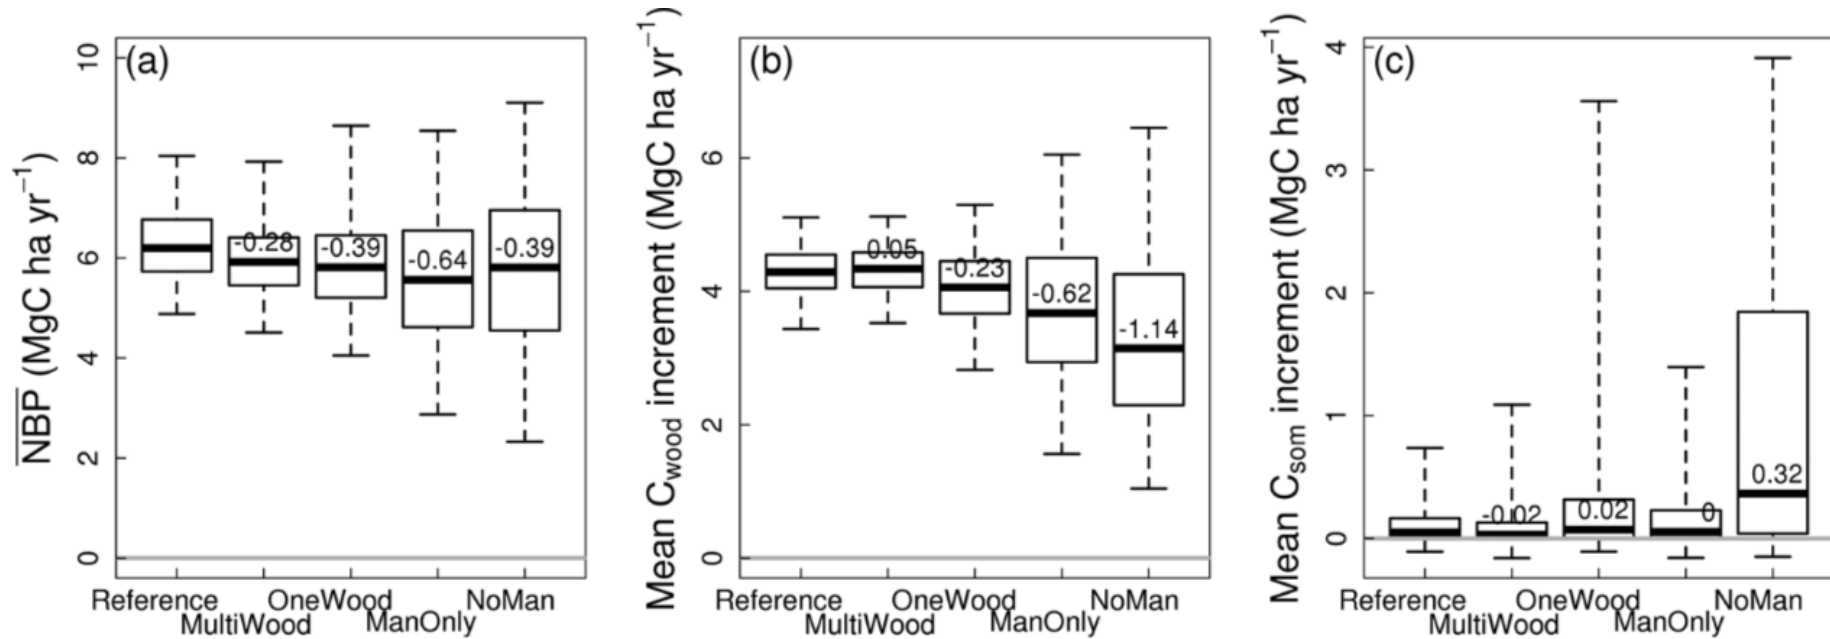 (a)
NBP (MgC ha yr⁻¹)
10
8
6
4
2
0
-0.28
-0.39
-0.64
-0.39
Reference
MultiWood
OneWood
ManOnly
NoMan
(b)
Mean Cwood increment (MgC ha yr⁻¹)
6
4
2
0
0.05
-0.23
-0.62
-1.14
Reference
MultiWood
OneWood
ManOnly
NoMan
(c)
Mean Csom increment (MgC ha yr⁻¹)
4
3
2
1
0
-0.02
0.02
0
0.32
Reference
MultiWood
OneWood
ManOnly
NoMan